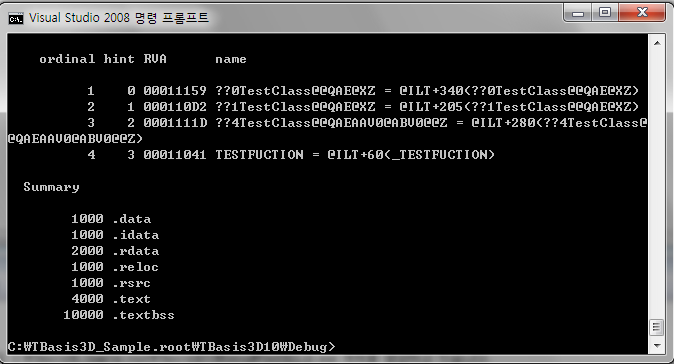 Visual Studio 2008 명령 프롬프트
ordinal hint RVA name
1 0 00011159 ??0TestClass@@QAE@XZ = @ILT+340(??0TestClass@@QAE@XZ)
2 1 000110D2 ??1TestClass@@QAE@XZ = @ILT+205(??1TestClass@@QAE@XZ)
3 2 0001111D ??4TestClass@@QAEAAV0@ABV0@@Z = @ILT+280(??4TestClass@
@QAEAAV0@ABV0@@Z)
4 3 00011041 TESTFUCTION = @ILT+60(_TESTFUCTION)
Summary
1000 .data
1000 .idata
2000 .rdata
1000 .reloc
1000 .rsrc
4000 .text
10000 .textbss
C:₩TBasis3D_Sample.root₩TBasis3D10₩Debug>